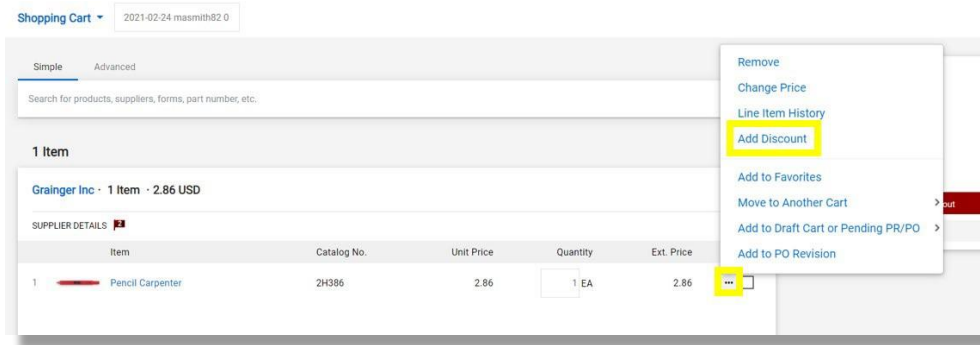 Shopping Cart
2021-02-24 masmith82 0
Simple Advanced
Search for products, suppliers, forms, part number, etc.
1 Item
Grainger Inc · 1 Item · 2.86 USD
SUPPLIER DETAILS 2
Item Catalog No. Unit Price Quantity Ext. Price
1 Pencil Carpenter 2H386 2.86 1 EA 2.86 ...
Remove
Change Price
Line Item History
Add Discount
Add to Favorites
Move to Another Cart
Add to Draft Cart or Pending PR/PO
Add to PO Revision
out